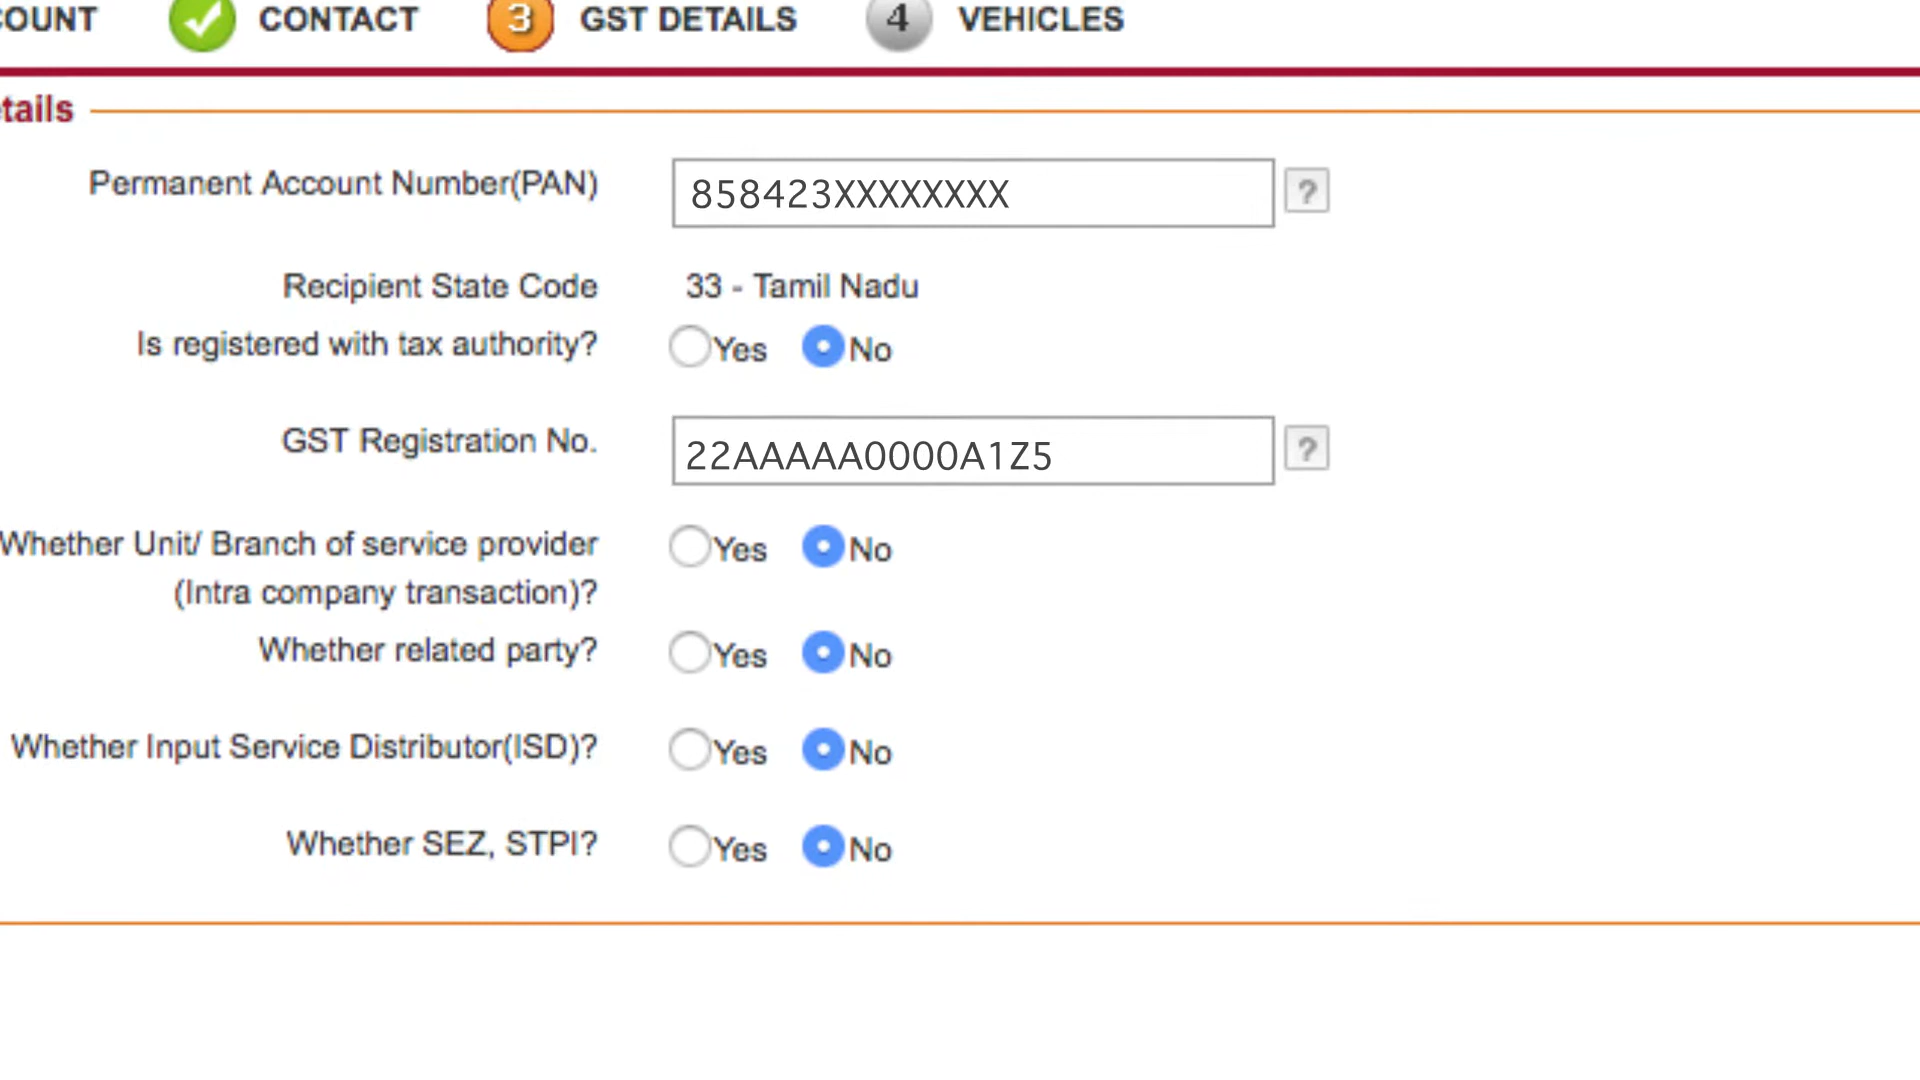 OUNT CONTACT 3 GST DETAILS 4 VEHICLES
tails
Permanent Account Number(PAN) 858423XXXXXXXX ?
Recipient State Code 33 - Tamil Nadu
Is registered with tax authority? Yes No
GST Registration No. 22AAAAA0000A1Z5 ?
Whether Unit/ Branch of service provider Yes No
(Intra company transaction)?
Whether related party? Yes No
Whether Input Service Distributor(ISD)? Yes No
Whether SEZ, STPI? Yes No